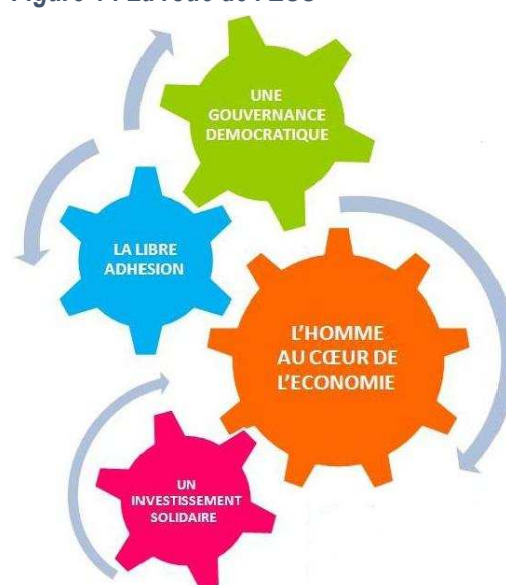 UNE
GOUVERNANCE
DEMOCRATIQUE
LA LIBRE
ADHESION
L'HOMME
AU CŒUR DE
L'ECONOMIE
UN
INVESTISSEMENT
SOLIDAIRE